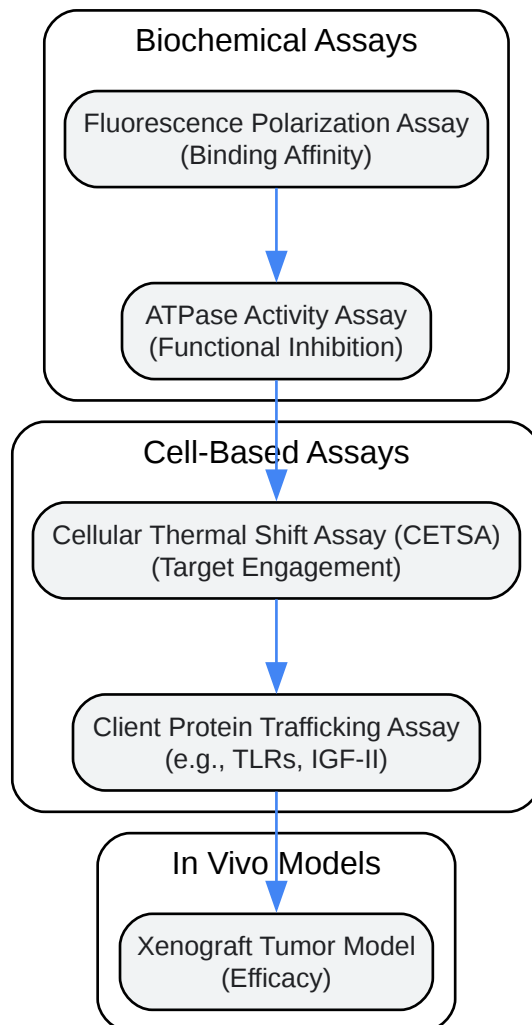 Biochemical Assays
Fluorescence Polarization Assay
(Binding Affinity)
ATPase Activity Assay
(Functional Inhibition)
Cell-Based Assays
Cellular Thermal Shift Assay (CETSA)
(Target Engagement)
Client Protein Trafficking Assay
(e.g., TLRs, IGF-II)
In Vivo Models
Xenograft Tumor Model
(Efficacy)